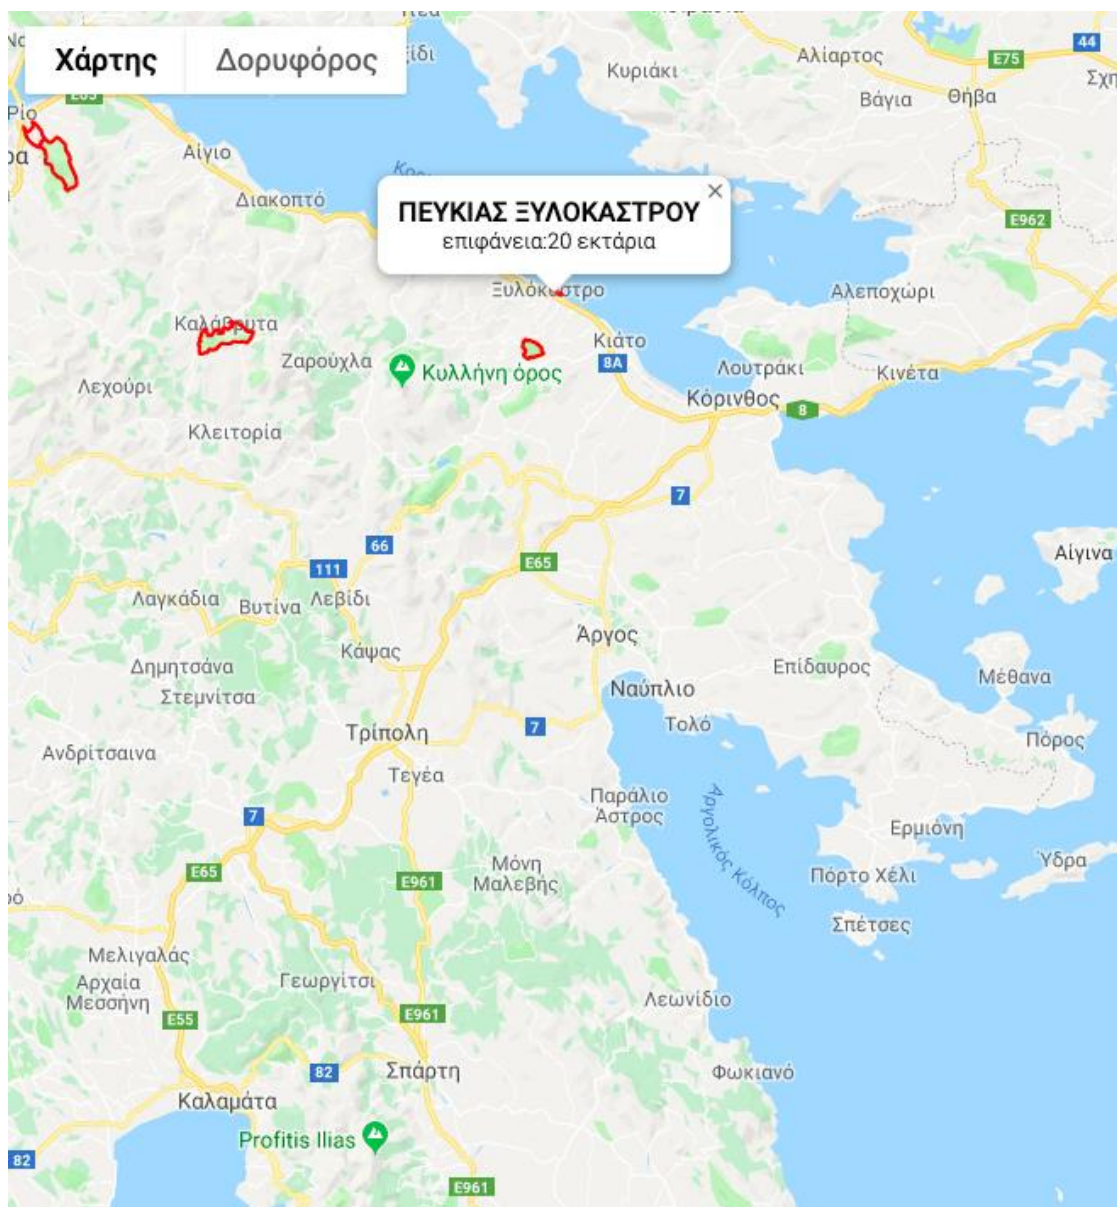 Χάρτης
Δορυφόρος
44
Αλίαρτος
E75
Κυριάκι
Θήβα
Βάγια
Ρίο
Αίγιο
Διακοπτό
ΠΕΥΚΙΑΣ ΞΥΛΟΚΑΣΤΡΟΥ
επιφάνεια:20 εκτάρια
E962
Ξυλόκαστρο
Αλεποχώρι
Καλάβρυτα
Κιάτο
Ζαρούχλα
8A
Λουτράκι
Κινέτα
Κυλλήνη όρος
Λεχούρι
Κόρινθος
8
Κλειτορία
7
66
Αίγινα
E65
111
Λαγκάδια
Βυτίνα
Λεβίδι
Άργος
Κάψας
Δημητσάνα
Επίδαυρος
Μέθανα
Στεμνίτσα
Ναύπλιο
Τολό
7
Τρίπολη
Πόρος
Ανδρίτσαινα
Τεγέα
Παράλιο
Άστρος
7
Αργολικός Κόλπος
Ερμιόνη
Μόνη
Μαλεβής
Ύδρα
E65
E961
Πόρτο Χέλι
Σπέτσες
Μελιγαλάς
Αρχαία
Μεσσήνη
Γεωργίτσι
Λεωνίδιο
E55
E961
82
Σπάρτη
Φωκιανό
Καλαμάτα
Profitis Ilias
82
E961